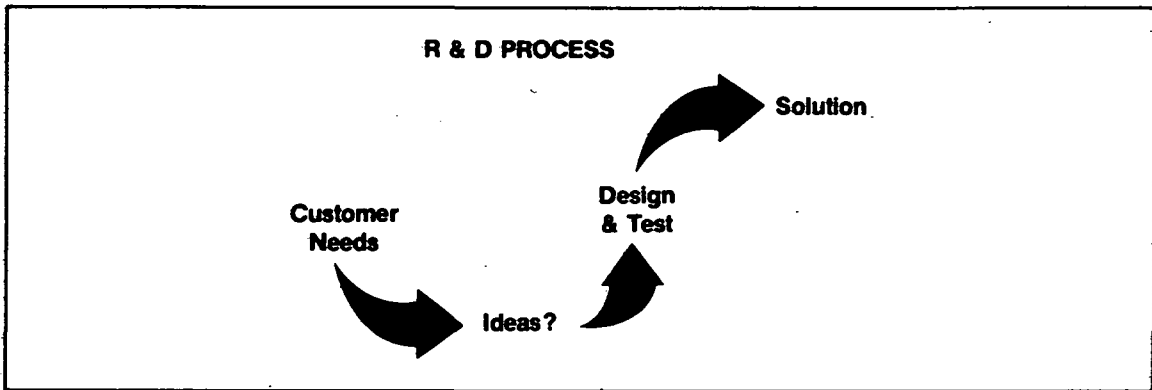 R & D PROCESS
Customer
Needs
Ideas?
Design
& Test
Solution